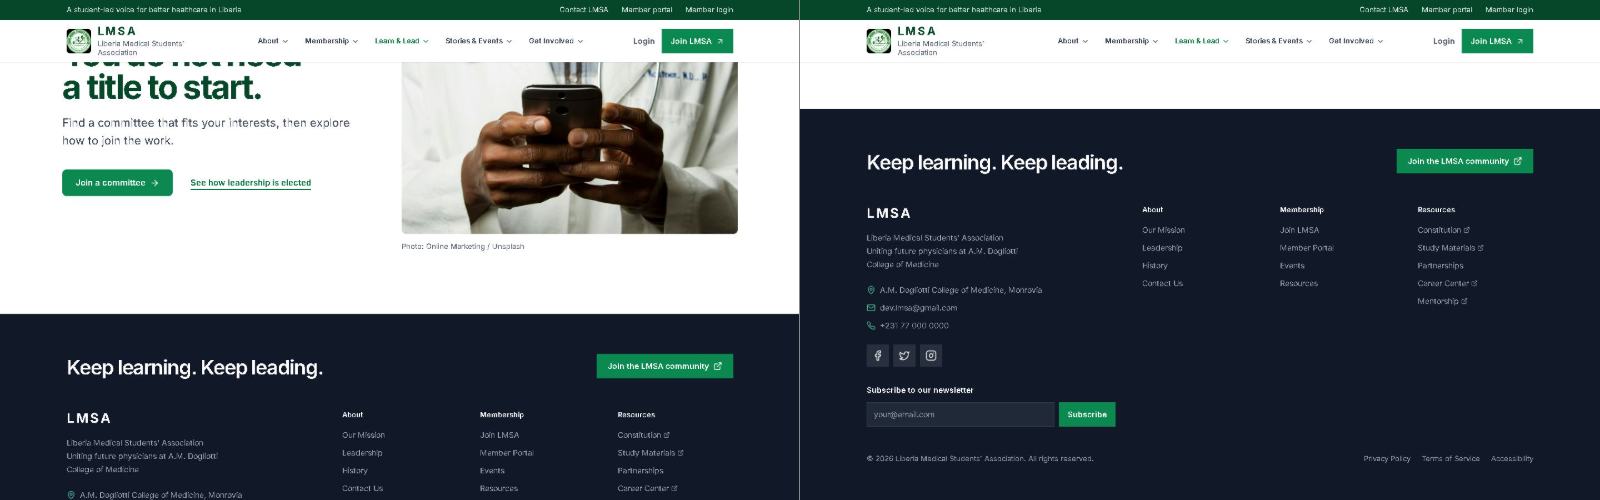 A student-led voice for better healthcare in Liberia
Contact LMSA Member portal Member login
LMSA
Liberia Medical Students'
Association
About Membership Learn & Lead Stories & Events Get Involved
Login Join LMSA
You do not need
a title to start.
Find a committee that fits your interests, then explore
how to join the work.
Join a committee
See how leadership is elected
Photo: Online Marketing / Unsplash
Keep learning. Keep leading.
Join the LMSA community
LMSA
Liberia Medical Students' Association
Uniting future physicians at A.M. Dogliotti
College of Medicine
A.M. Dogliotti College of Medicine, Monrovia
About
Our Mission
Leadership
History
Contact Us
Membership
Join LMSA
Member Portal
Events
Resources
Resources
Constitution
Study Materials
Partnerships
Career Center
A student-led voice for better healthcare in Liberia
Contact LMSA Member portal Member login
LMSA
Liberia Medical Students'
Association
About Membership Learn & Lead Stories & Events Get Involved
Login Join LMSA
Keep learning. Keep leading.
Join the LMSA community
LMSA
Liberia Medical Students' Association
Uniting future physicians at A.M. Dogliotti
College of Medicine
A.M. Dogliotti College of Medicine, Monrovia
dev.lmsa@gmail.com
+231 77 000 0000
Subscribe to our newsletter
your@email.com
Subscribe
About
Our Mission
Leadership
History
Contact Us
Membership
Join LMSA
Member Portal
Events
Resources
Resources
Constitution
Study Materials
Partnerships
Career Center
Mentorship
© 2026 Liberia Medical Students' Association. All rights reserved.
Privacy Policy Terms of Service Accessibility